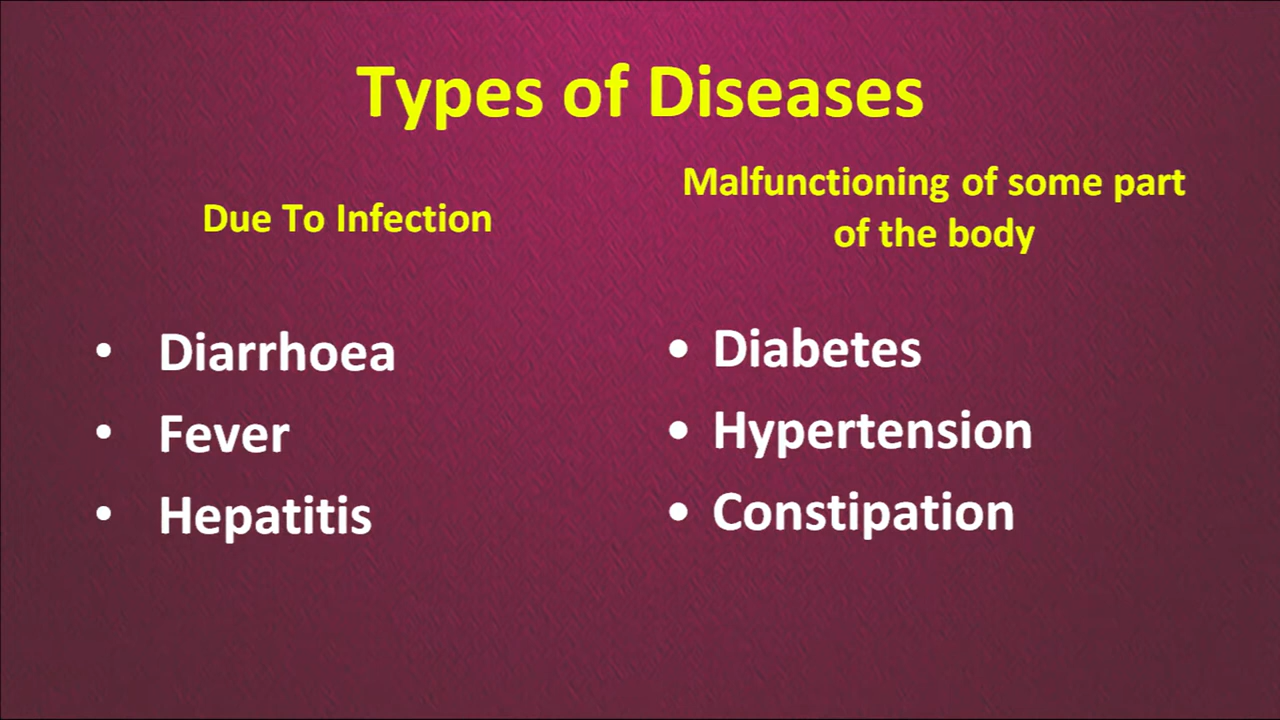 Types of Diseases
Due To Infection
• Diarrhoea
• Fever
• Hepatitis
Malfunctioning of some part
of the body
• Diabetes
• Hypertension
• Constipation